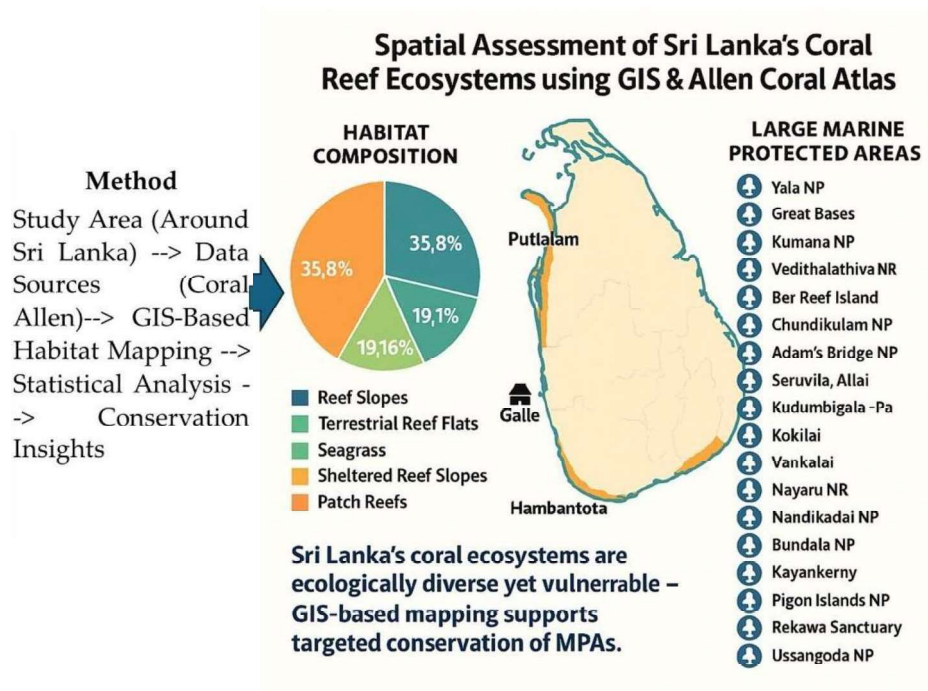 Spatial Assessment of Sri Lanka's Coral
Reef Ecosystems using GIS & Allen Coral Atlas
Method
Study Area (Around
Sri Lanka) --> Data
Sources (Coral
Allen)--> GIS-Based
Habitat Mapping -->
Statistical Analysis -
-> Conservation
Insights
HABITAT
COMPOSITION
35,8%
35,8%
19,1%
19,16%
Reef Slopes
Terrestrial Reef Flats
Seagrass
Sheltered Reef Slopes
Patch Reefs
Putlalam
Galle
Hambantota
LARGE MARINE
PROTECTED AREAS
Yala NP
Great Bases
Kumana NP
Vedithalathiva NR
Ber Reef Island
Chundikulam NP
Adam's Bridge NP
Seruvila, Allai
Kudumbigala -Pa
Kokilai
Vankalai
Nayaru NR
Nandikadai NP
Bundala NP
Kayankerny
Pigon Islands NP
Rekawa Sanctuary
Ussangoda NP
Sri Lanka's coral ecosystems are
ecologically diverse yet vulnerrable –
GIS-based mapping supports
targeted conservation of MPAs.